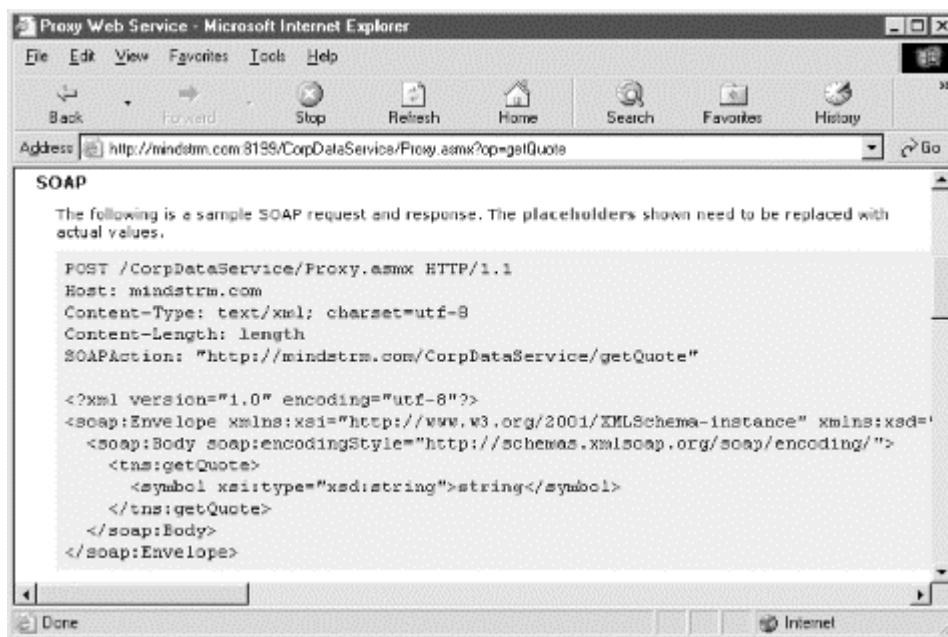 Proxy Web Service - Microsoft Internet Explorer
File Edit View Favorites Tools Help
Back Forward Stop Refresh Home Search Favorites History
Address http://mindstrm.com:8199/CorpDataService/Proxy.asmx?op=getQuote Go
SOAP
The following is a sample SOAP request and response. The placeholders shown need to be replaced with
actual values.
POST /CorpDataService/Proxy.asmx HTTP/1.1
Host: mindstrm.com
Content-Type: text/xml; charset=utf-8
Content-Length: length
SOAPAction: "http://mindstrm.com/CorpDataService/getQuote"
<?xml version="1.0" encoding="utf-8"?>
<soap:Envelope xmlns:xsi="http://www.w3.org/2001/XMLSchema-instance" xmlns:xsd="
<soap:Body soap:encodingStyle="http://schemas.xmlsoap.org/soap/encoding/">
<tns:getQuote>
<symbol xsi:type="xsd:string">string</symbol>
</tns:getQuote>
</soap:Body>
</soap:Envelope>
Done Internet